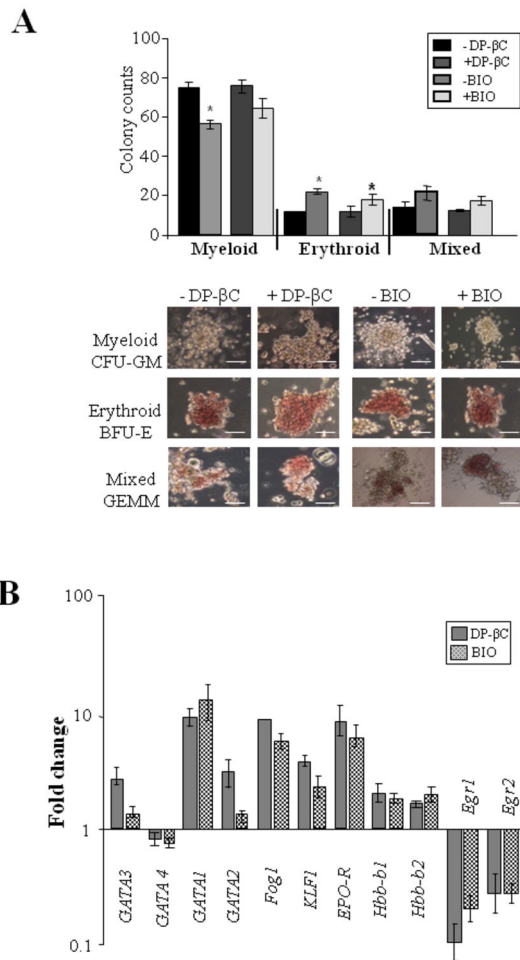 A
Colony counts
100
80
60
40
20
0
- DP-βC
+DP-βC
-BIO
+BIO
*
*
*
Myeloid Erythroid Mixed
- DP-βC + DP-βC - BIO + BIO
Myeloid
CFU-GM
Erythroid
BFU-E
Mixed
GEMM
B
Fold change
100
10
1
0.1
DP-βC
BIO
GATA3
GATA 4
GATA1
GATA2
Fog1
KLF1
EPO-R
Hbb-b1
Hbb-b2
Egr1
Egr2